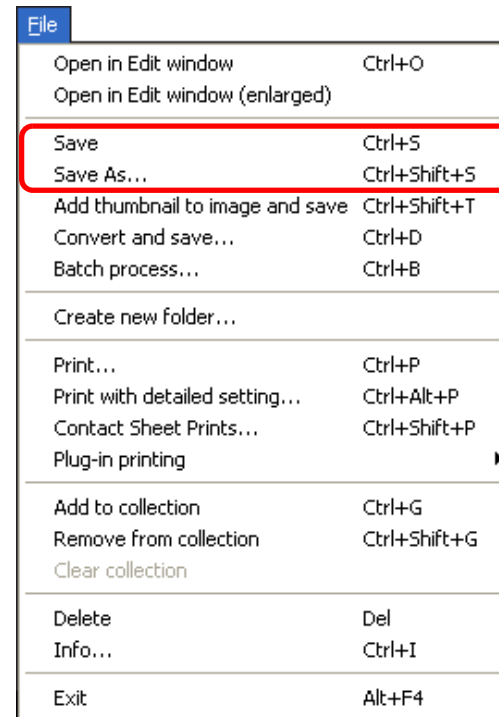 File
Open in Edit window Ctrl+O
Open in Edit window (enlarged)
Save Ctrl+S
Save As... Ctrl+Shift+S
Add thumbnail to image and save Ctrl+Shift+T
Convert and save... Ctrl+D
Batch process... Ctrl+B
Create new folder...
Print... Ctrl+P
Print with detailed setting... Ctrl+Alt+P
Contact Sheet Prints... Ctrl+Shift+P
Plug-in printing
Add to collection Ctrl+G
Remove from collection Ctrl+Shift+G
Clear collection
Delete Del
Info... Ctrl+I
Exit Alt+F4